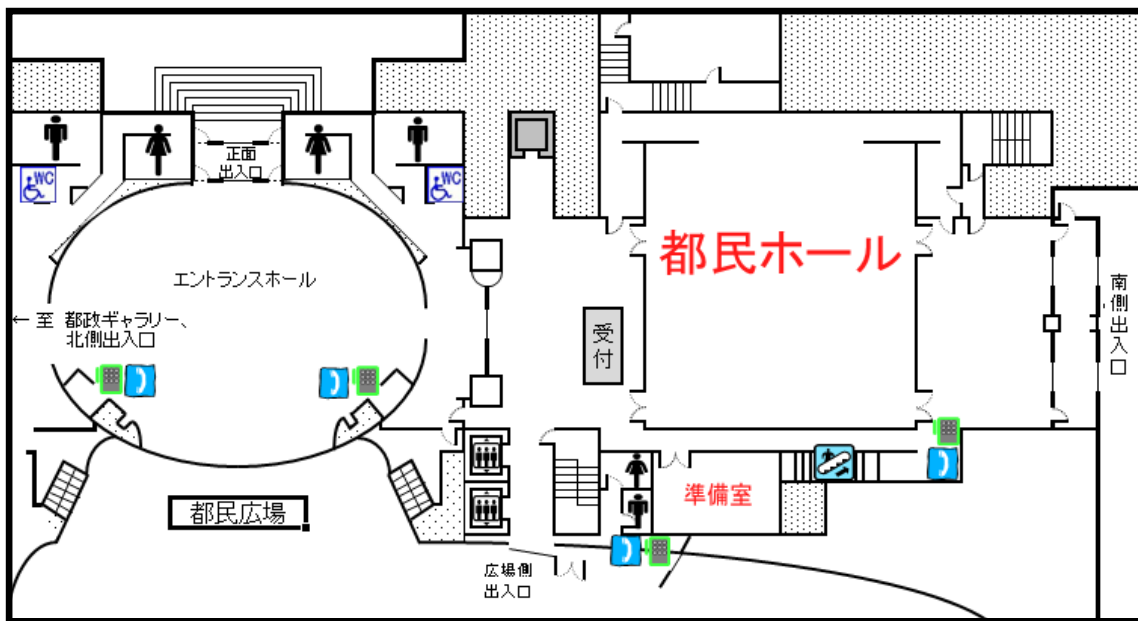 正面
出入口
WC
WC
都民ホール
エントランスホール
← 至 都政ギャラリー、
北側出入口
受付
南側出入口
準備室
都民広場
広場側
出入口